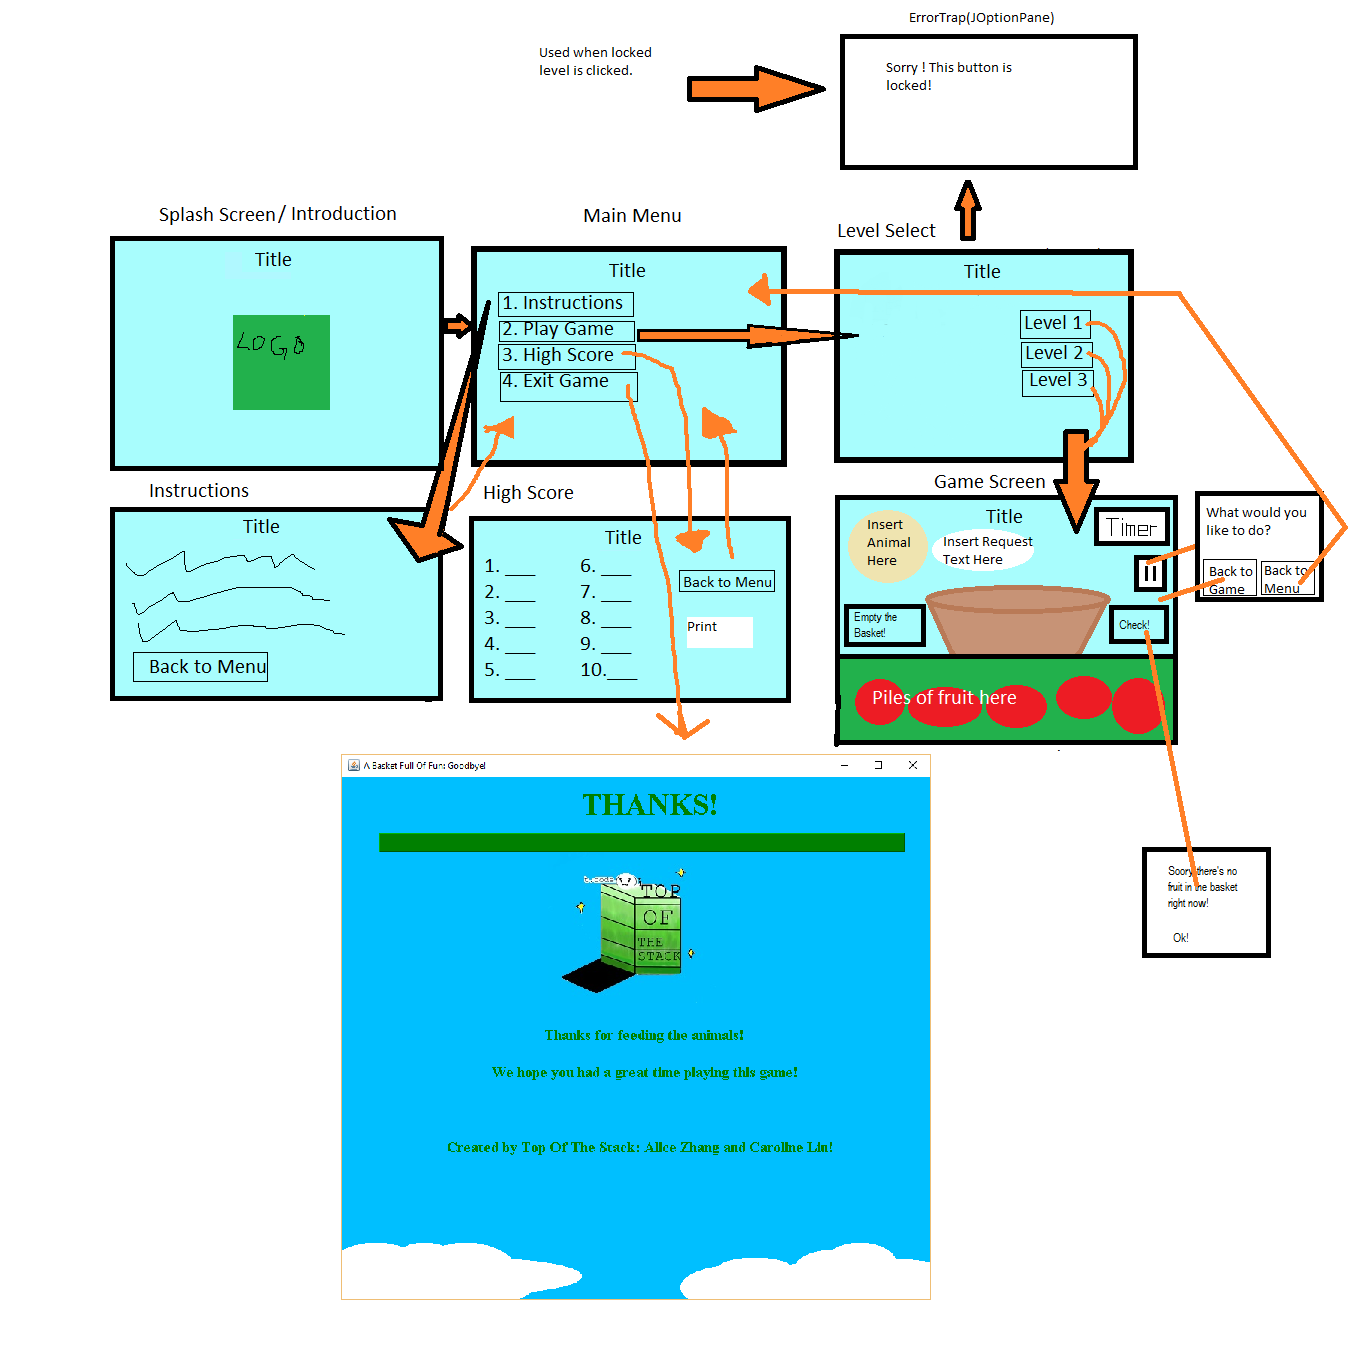 ErrorTrap(JOptionPane)
Used when locked
level is clicked.
Sorry ! This button is
locked!
Splash Screen/ Introduction
Title
LOGO
Main Menu
Title
1. Instructions
2. Play Game
3. High Score
4. Exit Game
Level Select
Title
Level 1
Level 2
Level 3
Instructions
Title
Back to Menu
High Score
Title
1. ___
2. ___
3. ___
4. ___
5. ___
6. ___
7. ___
8. ___
9. ___
10.___
Back to Menu
Print
Game Screen
Title
Timer
Insert
Animal
Here
Insert Request
Text Here
Empty the
Basket!
Check!
Piles of fruit here
What would you
like to do?
Back to
Game
Back to
Menu
Soory there's no
fruit in the basket
right now!
Ok!
A Basket Full Of Fun: Goodbye!
THANKS!
TOP
OF
THE
STACK
Thanks for feeding the animals!
We hope you had a great time playing this game!
Created by Top Of The Stack: Alice Zhang and Caroline Lin!